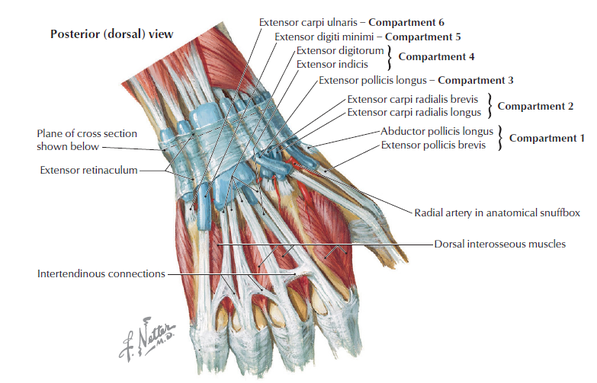 Posterior (dorsal) view
Extensor carpi ulnaris – Compartment 6
Extensor digiti minimi – Compartment 5
Extensor digitorum
Extensor indicis
Compartment 4
Extensor pollicis longus – Compartment 3
Extensor carpi radialis brevis
Extensor carpi radialis longus
Compartment 2
Abductor pollicis longus
Extensor pollicis brevis
Compartment 1
Plane of cross section
shown below
Extensor retinaculum
Radial artery in anatomical snuffbox
Dorsal interosseous muscles
Intertendinous connections
F. Netter
M.D.